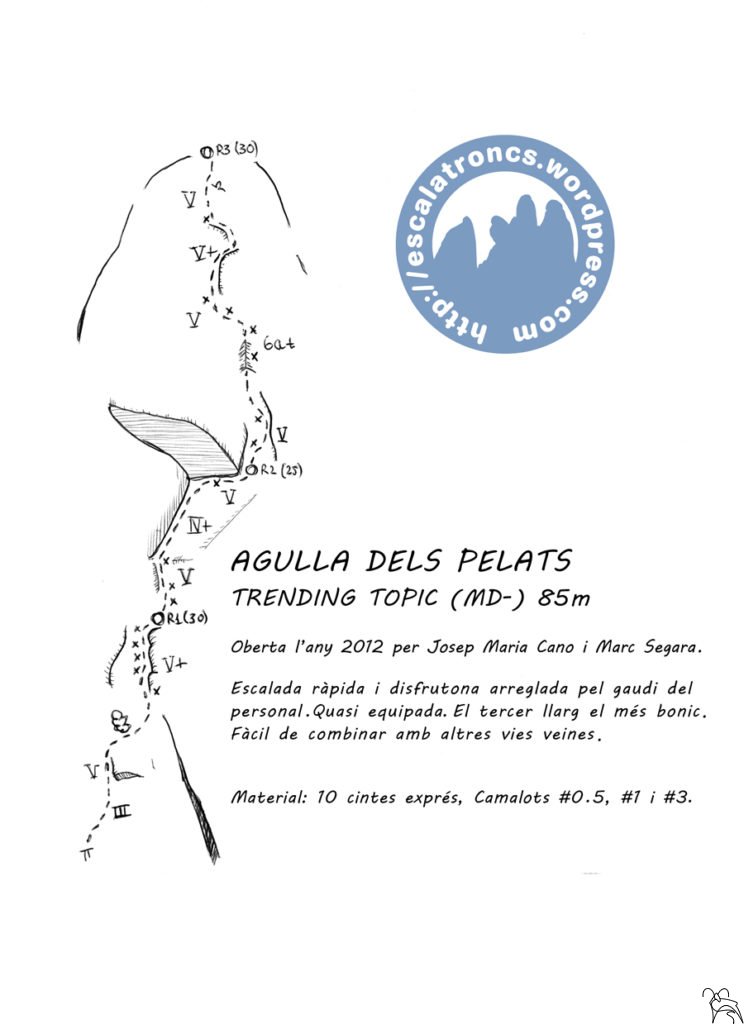 R3 (30)
V
V+
V
6a+
V
R2 (25)
V
IV+
V
R1 (30)
V+
V
III
II
http://escalatroncs.wordpress.com
AGULLA DELS PELATS
TRENDING TOPIC (MD-) 85m
Oberta l'any 2012 per Josep Maria Cano i Marc Segara.
Escalada ràpida i disfrutona arreglada pel gaudi del
personal. Quasi equipada. El tercer llarg el més bonic.
Fàcil de combinar amb altres vies veines.
Material: 10 cintes exprés, Camalots #0.5, #1 i #3.